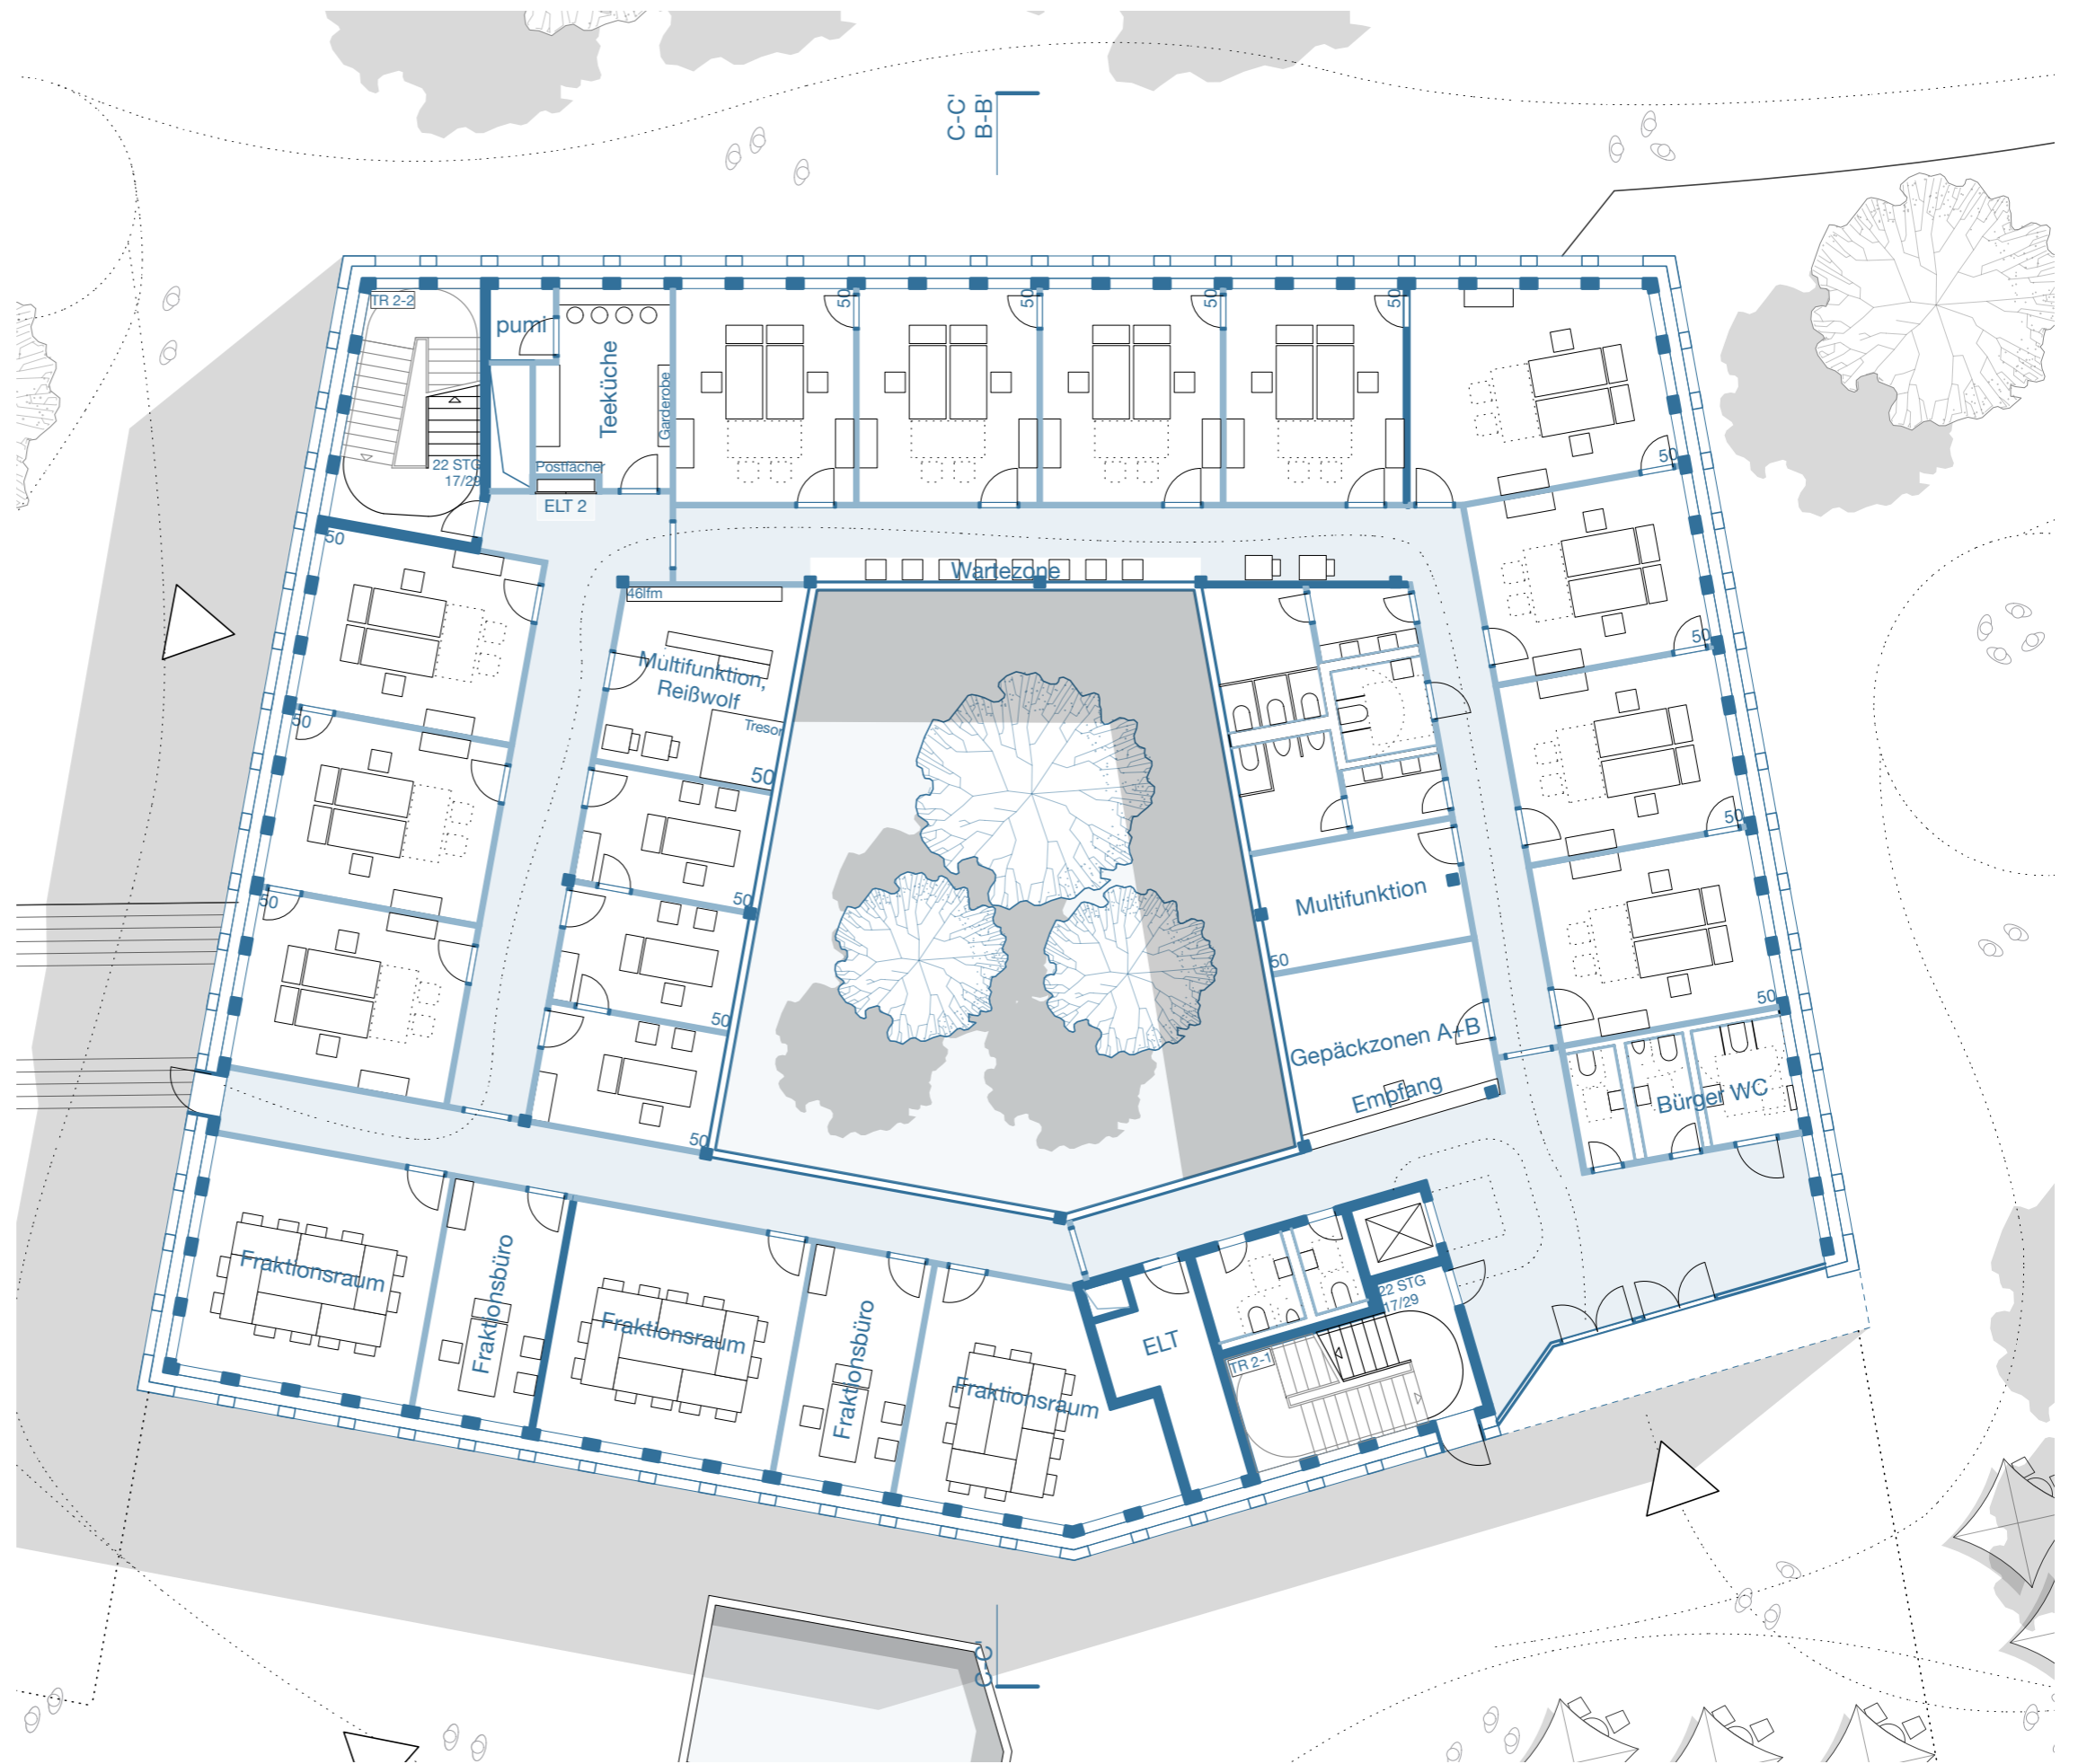 C-C'
B-B'
TR 2-2
pumi
Teeküche
Garderobe
50
50
50
50
22 STG
17/29
Postfächer
ELT 2
50
50
Wartezone
46lfm
Multifunktion,
Reißwolf
Tresor
50
50
50
50
50
50
50
50
Multifunktion
50
50
50
Gepäckzonen A+B
Empfang
Bürger WC
50
Fraktionsraum
Fraktionsbüro
Fraktionsraum
Fraktionsbüro
Fraktionsraum
ELT
22 STG
17/29
TR 2-1
C-C'